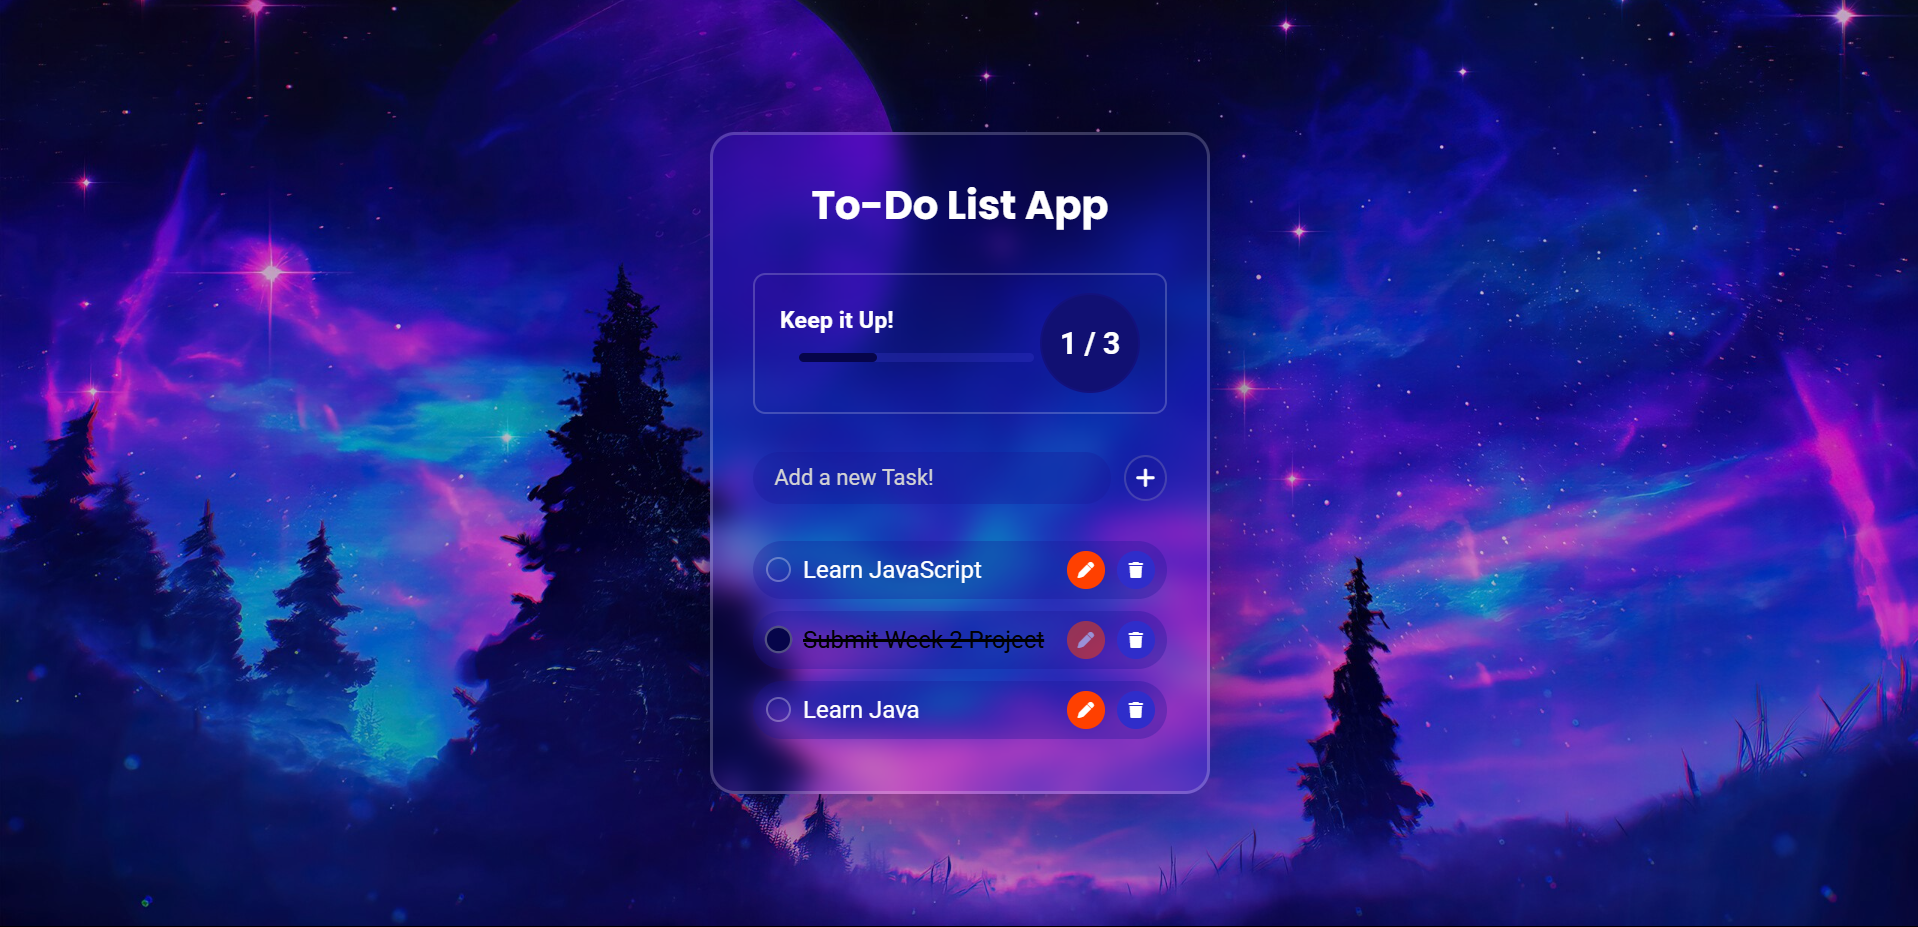 To-Do List App
Keep it Up!
1 / 3
Add a new Task!
Learn JavaScript
Submit Week 2 Project
Learn Java